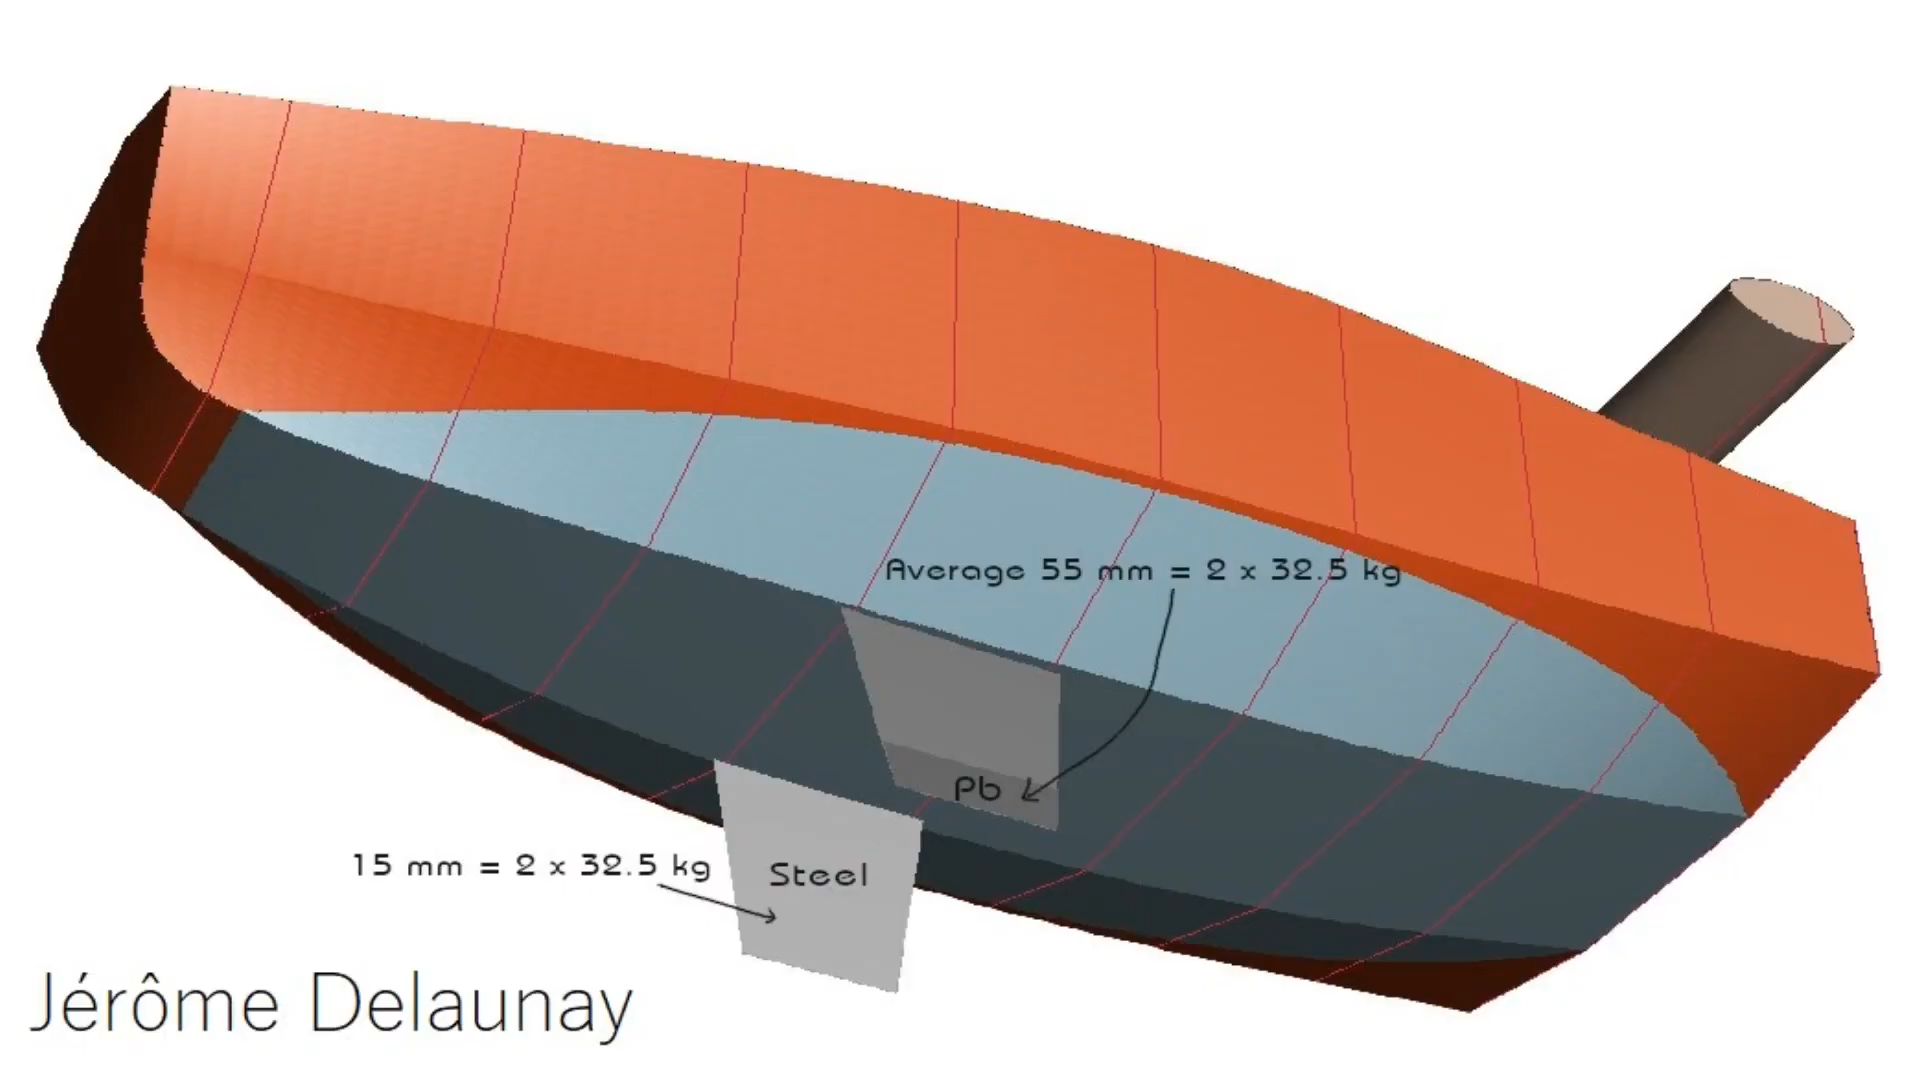 Average 55 mm = 2 x 32.5 kg
Pb
15 mm = 2 x 32.5 kg
Steel
Jérôme Delaunay